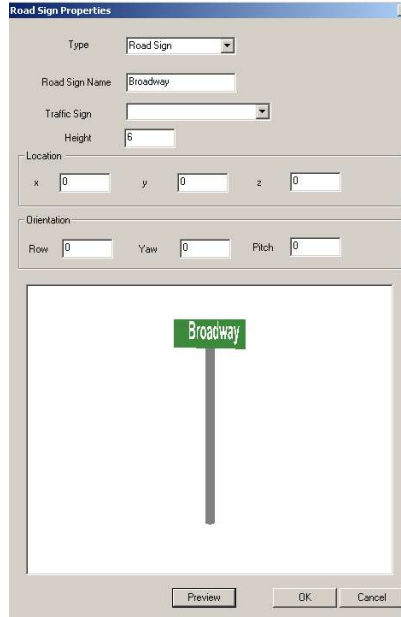 Road Sign Properties
Type Road Sign
Road Sign Name Broadway
Traffic Sign
Height 6
Location
x 0 y 0 z 0
Orientation
Row 0 Yaw 0 Pitch 0
Broadway
Preview OK Cancel